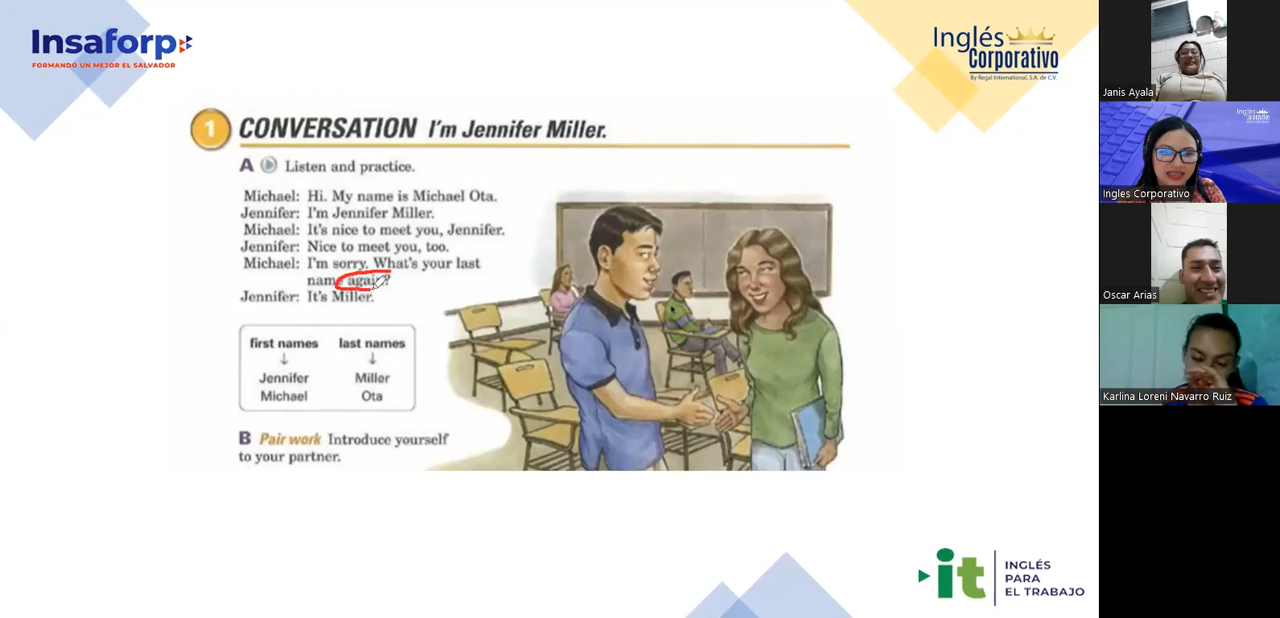 Insaforp
FORMANDO UN MEJOR EL SALVADOR
Inglés
Corporativo
By Regal International, S.A. de C.V.
1 CONVERSATION I'm Jennifer Miller.
A Listen and practice.
Michael: Hi. My name is Michael Ota.
Jennifer: I'm Jennifer Miller.
Michael: It's nice to meet you, Jennifer.
Jennifer: Nice to meet you, too.
Michael: I'm sorry. What's your last
name again?
Jennifer: It's Miller.
first names last names
Jennifer Miller
Michael Ota
B Pair work Introduce yourself
to your partner.
it INGLÉS
PARA
EL TRABAJO
Janis Ayala
Inglés
Corporativo
Ingles Corporativo
Oscar Arias
Karlina Loreni Navarro Ruiz